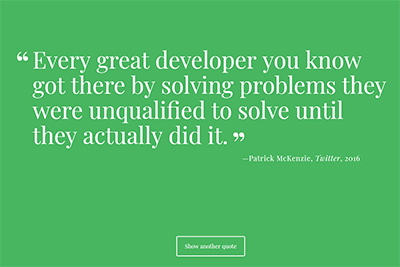 “Every great developer you know
got there by solving problems they
were unqualified to solve until
they actually did it.”
—Patrick McKenzie, Twitter, 2016
Show another quote